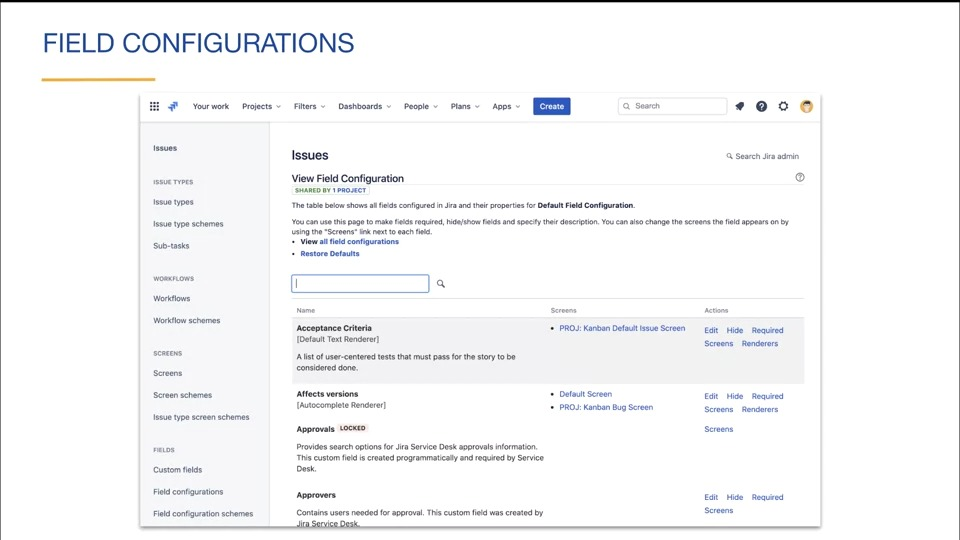 FIELD CONFIGURATIONS
Your work Projects Filters Dashboards People Plans Apps Create Search
Issues
ISSUE TYPES
Issue types
Issue type schemes
Sub-tasks
WORKFLOWS
Workflows
Workflow schemes
SCREENS
Screens
Screen schemes
Issue type screen schemes
FIELDS
Custom fields
Field configurations
Field configuration schemes
Issues
Search Jira admin
View Field Configuration
SHARED BY 1 PROJECT
The table below shows all fields configured in Jira and their properties for Default Field Configuration.
You can use this page to make fields required, hide/show fields and specify their description. You can also change the screens the field appears on by
using the "Screens" link next to each field.
• View all field configurations
• Restore Defaults
Name Screens Actions
Acceptance Criteria • PROJ: Kanban Default Issue Screen Edit Hide Required
[Default Text Renderer] Screens Renderers
A list of user-centered tests that must pass for the story to be
considered done.
Affects versions • Default Screen Edit Hide Required
[Autocomplete Renderer] • PROJ: Kanban Bug Screen Screens Renderers
Approvals LOCKED Screens
Provides search options for Jira Service Desk approvals information.
This custom field is created programmatically and required by Service
Desk.
Approvers Edit Hide Required
Contains users needed for approval. This custom field was created by Screens
Jira Service Desk.